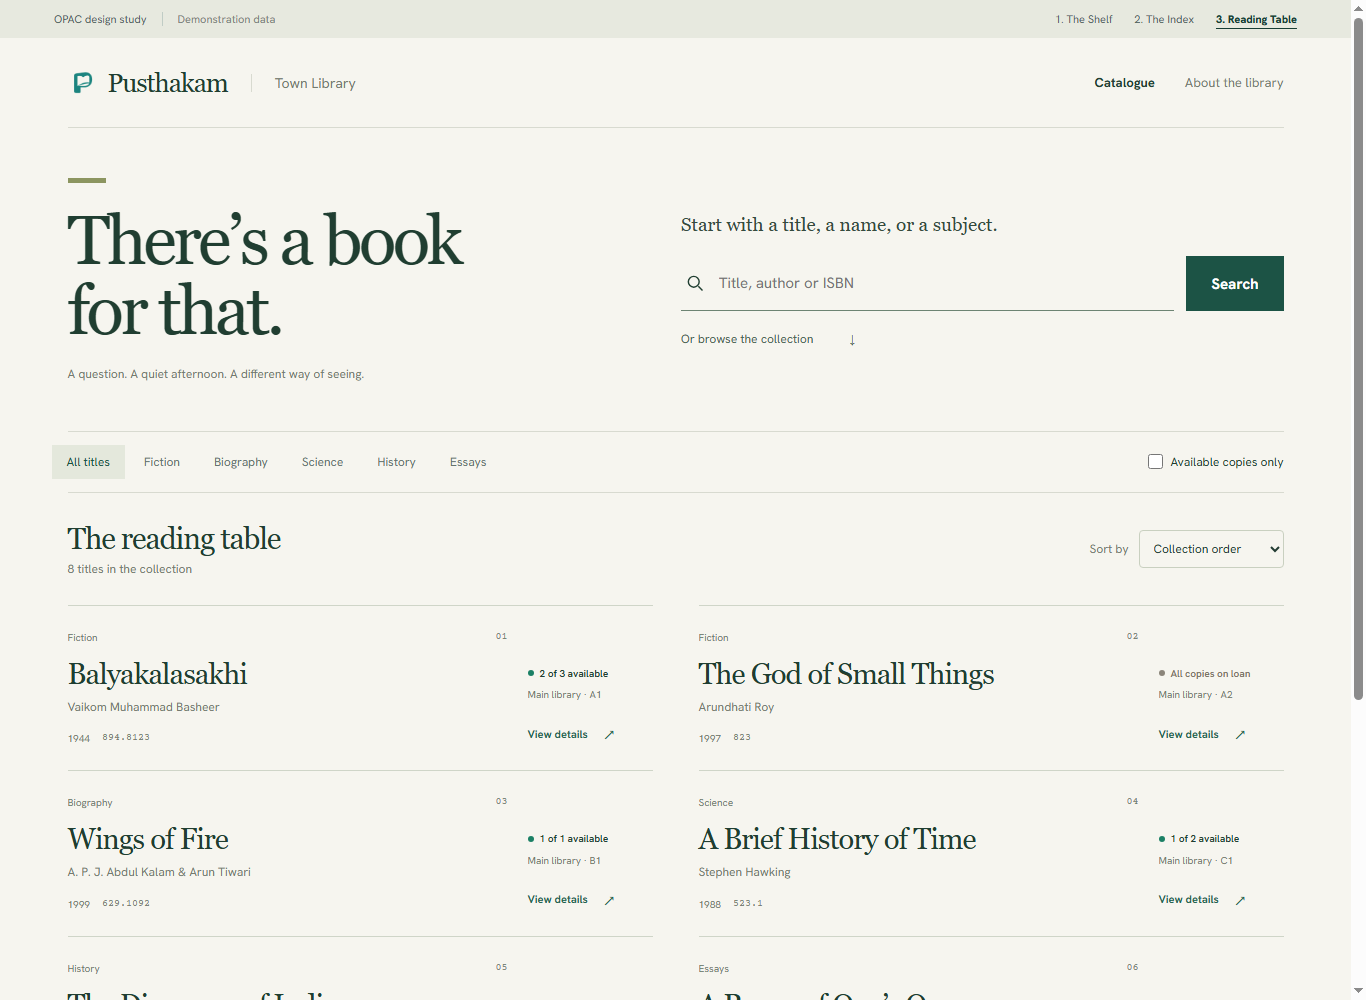 OPAC design study
Demonstration data
1. The Shelf
2. The Index
3. Reading Table
Pusthakam
Town Library
Catalogue
About the library
There’s a book
for that.
A question. A quiet afternoon. A different way of seeing.
Start with a title, a name, or a subject.
Title, author or ISBN
Search
Or browse the collection ↓
All titles
Fiction
Biography
Science
History
Essays
Available copies only
The reading table
8 titles in the collection
Sort by
Collection order
Fiction
01
Balyakalasakhi
Vaikom Muhammad Basheer
1944 894.8123
2 of 3 available
Main library · A1
View details ↗
Fiction
02
The God of Small Things
Arundhati Roy
1997 823
All copies on loan
Main library · A2
View details ↗
Biography
03
Wings of Fire
A. P. J. Abdul Kalam & Arun Tiwari
1999 629.1092
1 of 1 available
Main library · B1
View details ↗
Science
04
A Brief History of Time
Stephen Hawking
1988 523.1
1 of 2 available
Main library · C1
View details ↗
History
05
Essays
06